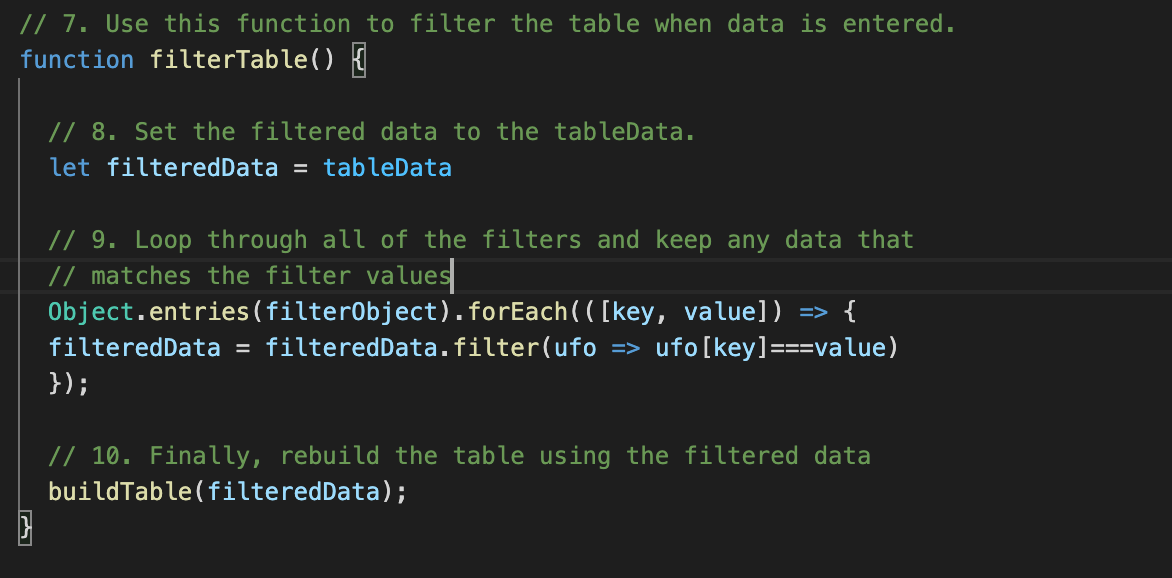 // 7. Use this function to filter the table when data is entered.
function filterTable() {
// 8. Set the filtered data to the tableData.
let filteredData = tableData
// 9. Loop through all of the filters and keep any data that
// matches the filter values
Object.entries(filterObject).forEach(([key, value]) => {
filteredData = filteredData.filter(ufo => ufo[key]===value)
});
// 10. Finally, rebuild the table using the filtered data
buildTable(filteredData);
}